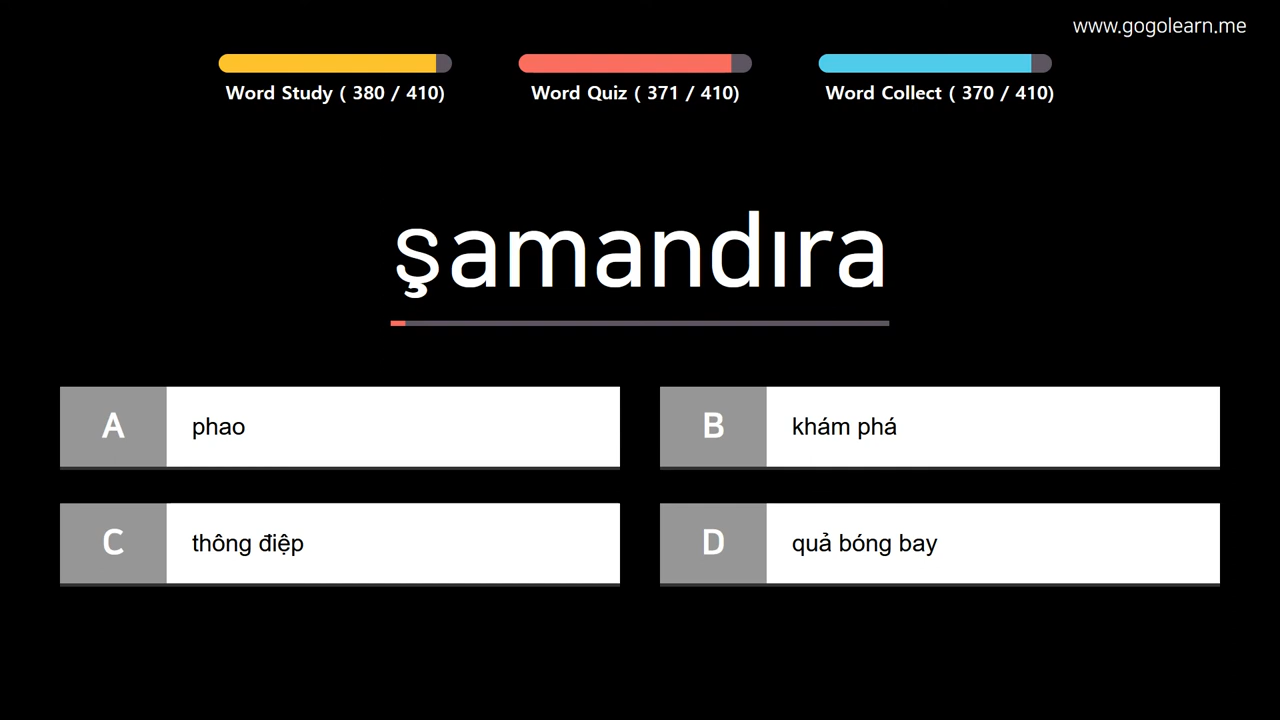 www.gogolearn.me
Word Study ( 380 / 410)
Word Quiz ( 371 / 410)
Word Collect ( 370 / 410)
şamandıra
A phao
B khám phá
C thông điệp
D quả bóng bay